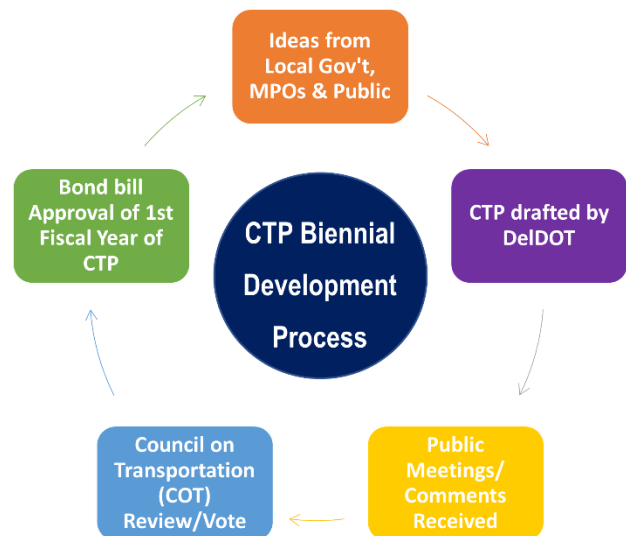 Ideas from
Local Gov't,
MPOs & Public
CTP drafted by
DelDOT
Public
Meetings/
Comments
Received
Council on
Transportation
(COT)
Review/Vote
Bond bill
Approval of 1st
Fiscal Year of
CTP
CTP Biennial
Development
Process